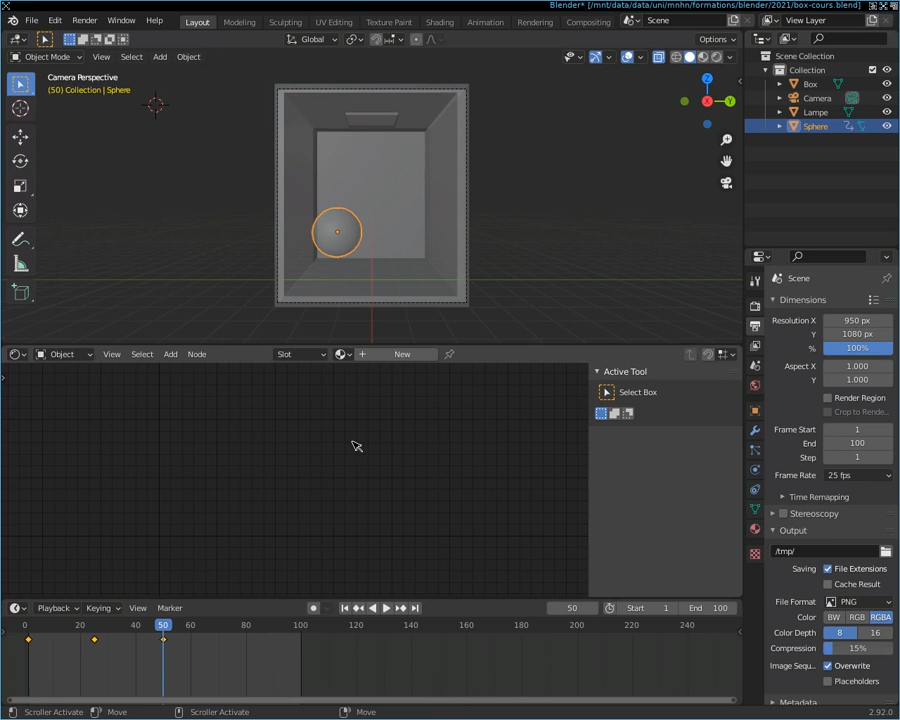 Blender* [/mnt/data/data/uni/mnhn/formations/blender/2021/box-cours.blend]
File Edit Render Window Help Layout Modeling Sculpting UV Editing Texture Paint Shading Animation Rendering Compositing Scene View Layer
Global Options
Object Mode View Select Add Object
Camera Perspective
(50) Collection | Sphere
Z
X
Y
Scene Collection
Collection
Box
Camera
Lampe
Sphere
Object View Select Add Node Slot New
Active Tool
Select Box
Scene
Dimensions
Resolution X 950 px
Y 1080 px
% 100%
Aspect X 1.000
Y 1.000
Render Region
Crop to Rende...
Frame Start 1
End 100
Step 1
Frame Rate 25 fps
Time Remapping
Stereoscopy
Output
/tmp/
Saving File Extensions
Cache Result
File Format PNG
Color BW RGB RGBA
Color Depth 8 16
Compression 15%
Image Sequ... Overwrite
Placeholders
Metadata
Playback Keying View Marker 50 Start 1 End 100
0 20 40 50 80 100 120 140 160 180 200 220 240
Scroller Activate Move Scroller Activate Move 2.92.0